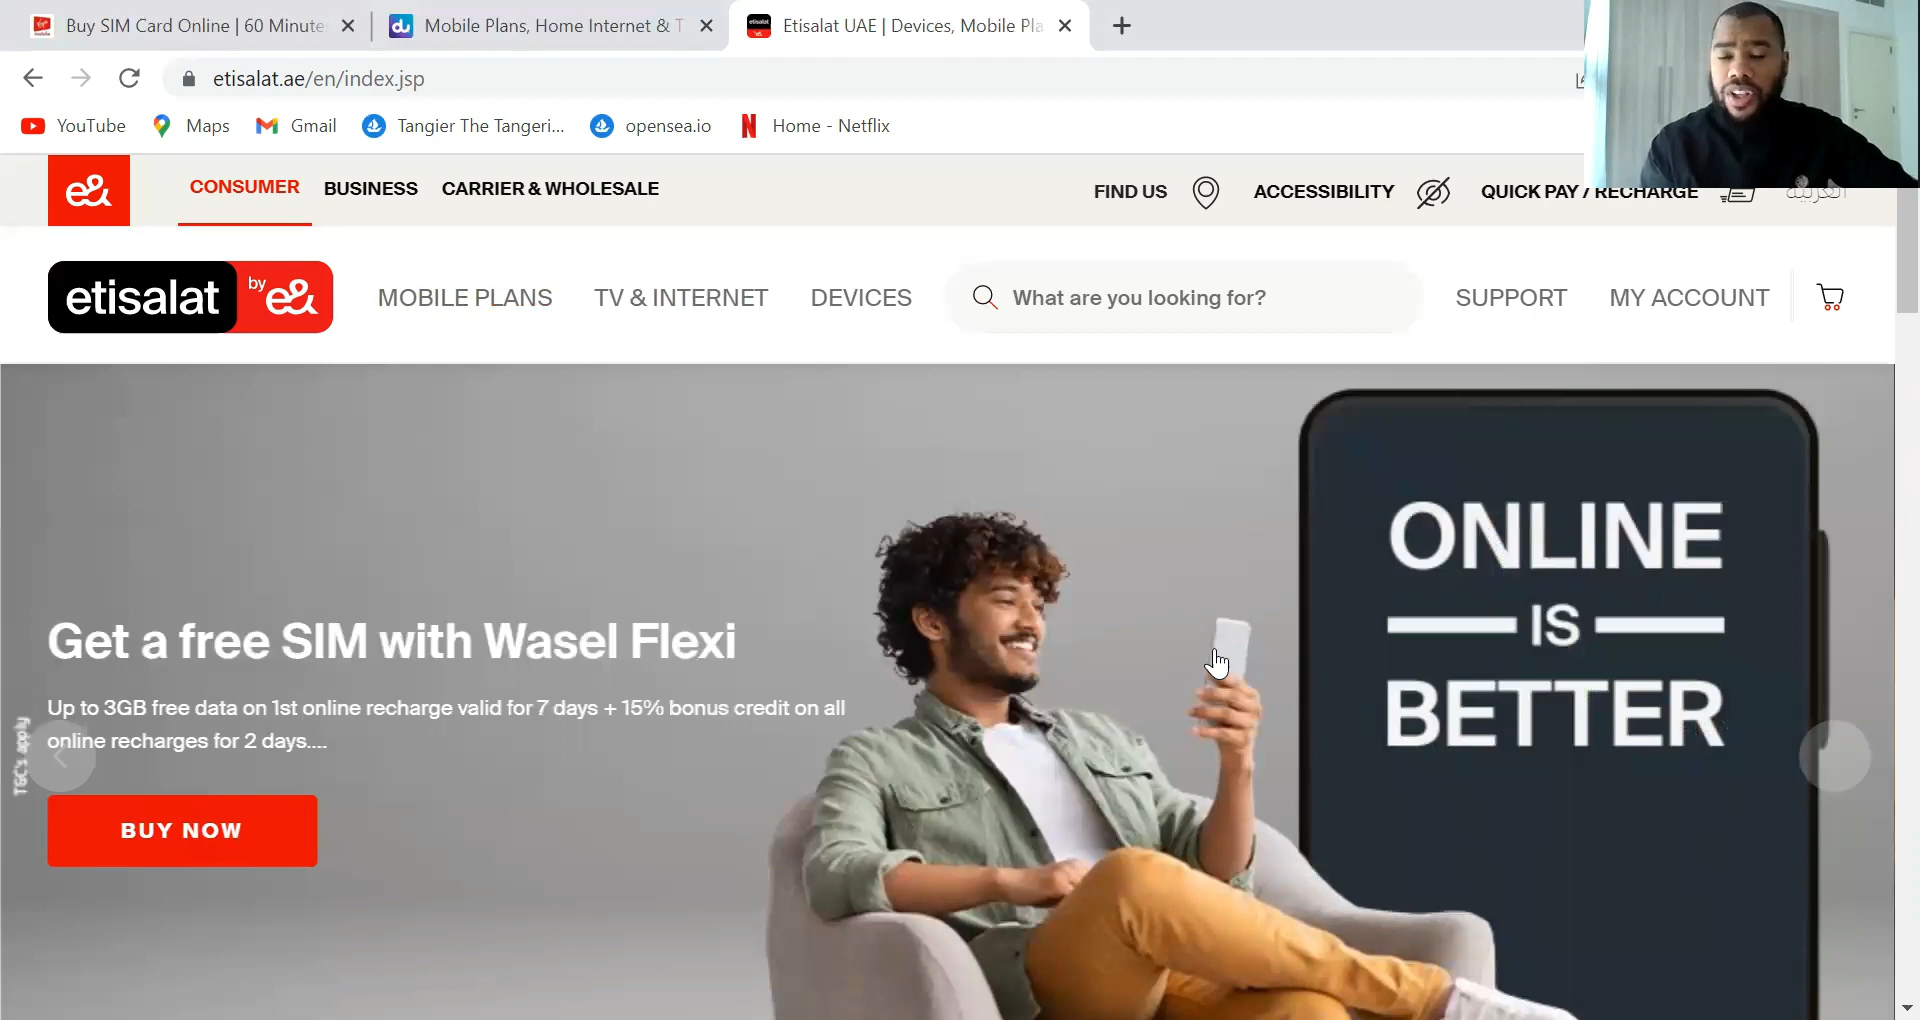 Buy SIM Card Online | 60 Minute
Mobile Plans, Home Internet & T
Etisalat UAE | Devices, Mobile Pla
etisalat.ae/en/index.jsp
YouTube
Maps
Gmail
Tangier The Tangeri...
opensea.io
Home - Netflix
e&
CONSUMER
BUSINESS
CARRIER & WHOLESALE
FIND US
ACCESSIBILITY
QUICK PAY / RECHARGE
العربية
etisalat by e&
MOBILE PLANS
TV & INTERNET
DEVICES
What are you looking for?
SUPPORT
MY ACCOUNT
Get a free SIM with Wasel Flexi
Up to 3GB free data on 1st online recharge valid for 7 days + 15% bonus credit on all
online recharges for 2 days....
T&C's apply
BUY NOW
ONLINE
IS
BETTER